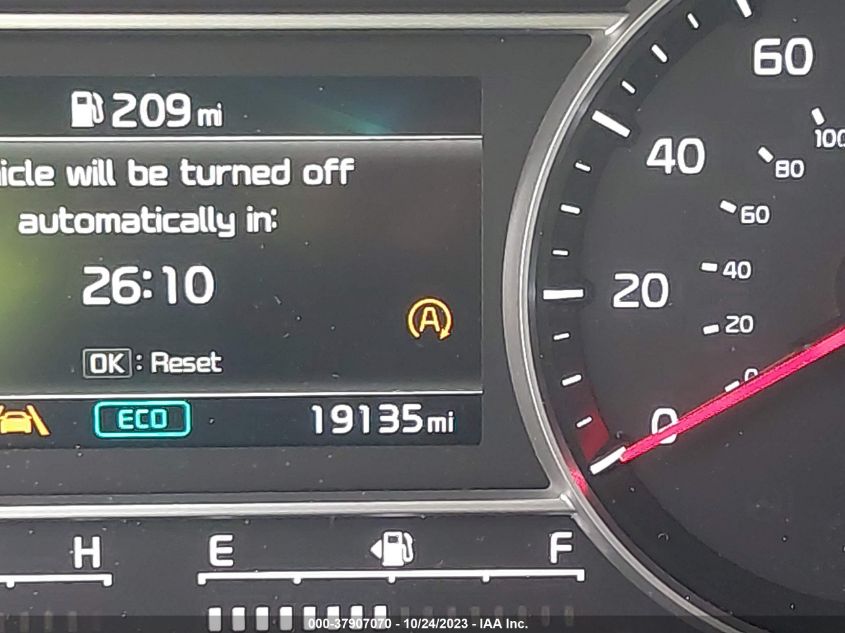 209 mi
will be turned off
automatically in:
26:10
A
OK : Reset
ECO
19135 mi
H
E
F
60
40
20
0
100
80
60
40
20
0
000-37907070 - 10/24/2023 - IAA Inc.